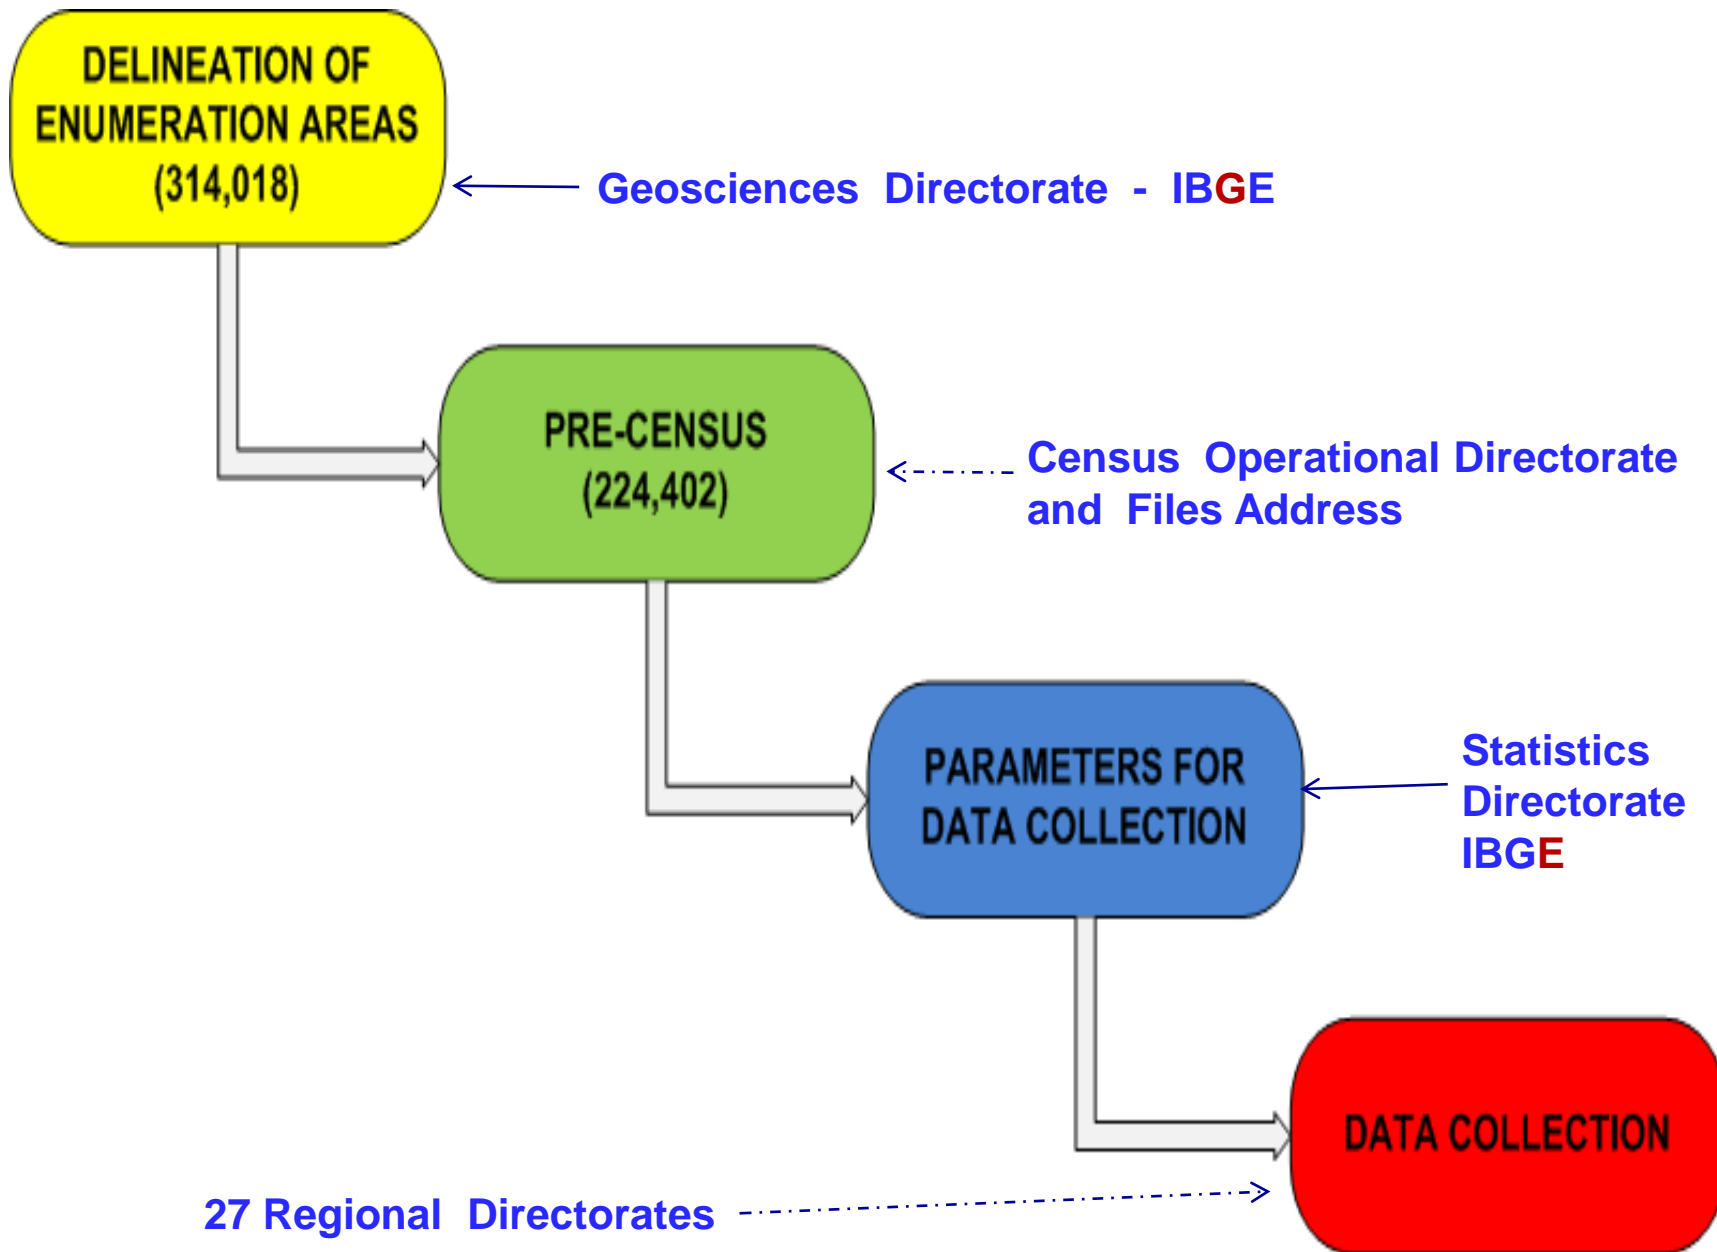 DELINEATION OF
ENUMERATION AREAS
(314,018)
Geosciences Directorate - IBGE
PRE-CENSUS
(224,402)
Census Operational Directorate
and Files Address
PARAMETERS FOR
DATA COLLECTION
Statistics
Directorate
IBGE
DATA COLLECTION
27 Regional Directorates